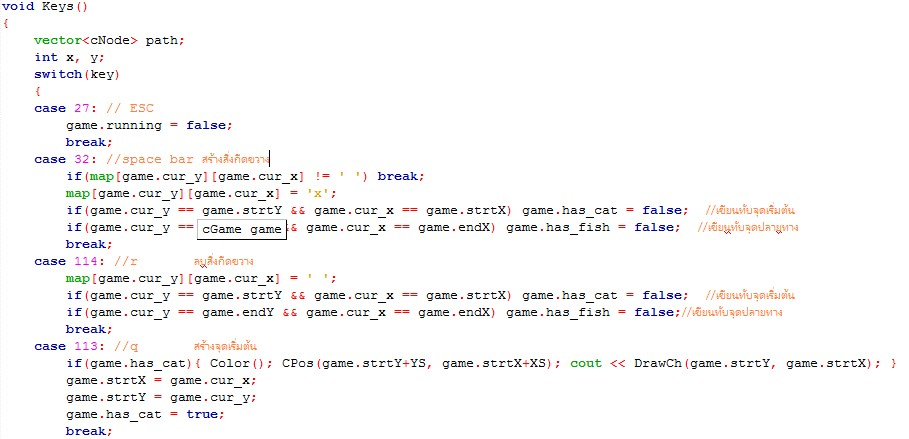 void Keys()
{
    vector<cNode> path;
    int x, y;
    switch(key)
    {
    case 27: // ESC
        game.running = false;
        break;
    case 32: //space bar สร้างสิ่งกีดขวาง
        if(map[game.cur_y][game.cur_x] != ' ') break;
        map[game.cur_y][game.cur_x] = 'x';
        if(game.cur_y == game.strtY && game.cur_x == game.strtX) game.has_cat = false;  //เขียนทับจุดเริ่มต้น
        if(game.cur_y == cGame game && game.cur_x == game.endX) game.has_fish = false;  //เขียนทับจุดปลายทาง
        break;
    case 114: //r       ลบสิ่งกีดขวาง
        map[game.cur_y][game.cur_x] = ' ';
        if(game.cur_y == game.strtY && game.cur_x == game.strtX) game.has_cat = false;  //เขียนทับจุดเริ่มต้น
        if(game.cur_y == game.endY && game.cur_x == game.endX) game.has_fish = false;//เขียนทับจุดปลายทาง
        break;
    case 113: //q       สร้างจุดเริ่มต้น
        if(game.has_cat){ Color(); CPos(game.strtY+YS, game.strtX+XS); cout << DrawCh(game.strtY, game.strtX); }
        game.strtX = game.cur_x;
        game.strtY = game.cur_y;
        game.has_cat = true;
        break;